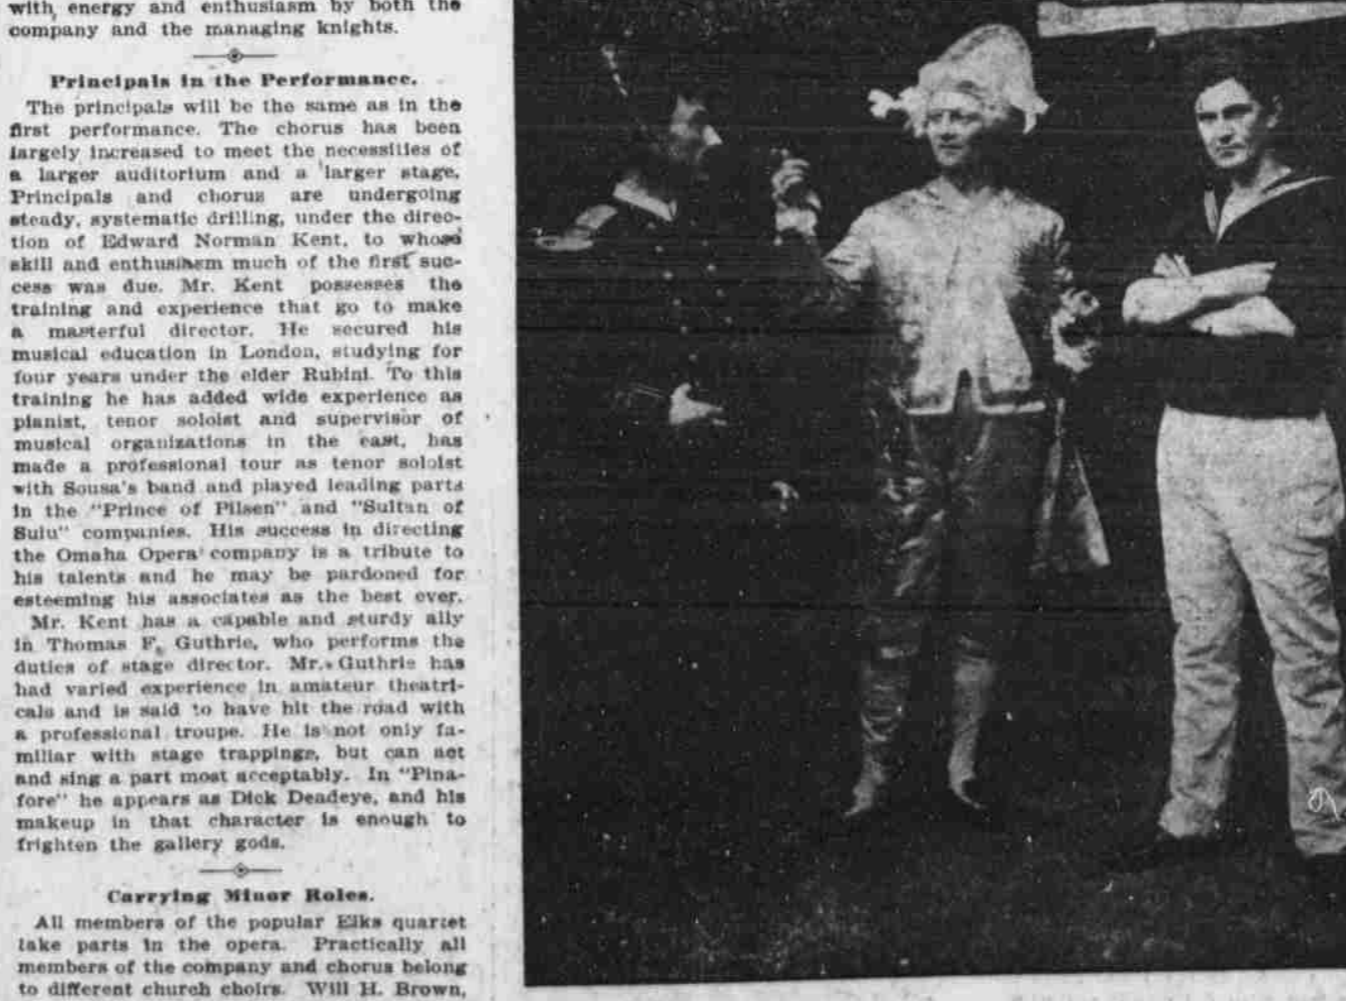 with energy and enthusiasm by both the
company and the managing knights.
Principals in the Performance.
The principals will be the same as in the
first performance. The chorus has been
largely increased to meet the necessities of
a larger auditorium and a larger stage.
Principals and chorus are undergoing
steady, systematic drilling, under the direc-
tion of Edward Norman Kent, to whose
skill and enthusiasm much of the first suc-
cess was due. Mr. Kent possesses the
training and experience that go to make
a masterful director. He secured his
musical education in London, studying for
four years under the elder Rubini. To this
training he has added wide experience as
pianist, tenor soloist and supervisor of
musical organizations in the east, has
made a professional tour as tenor soloist
with Sousa's band and played leading parts
in the "Prince of Pilsen" and "Sultan of
Sulu" companies. His success in directing
the Omaha Opera company is a tribute to
his talents and he may be pardoned for
esteeming his associates as the best ever.
Mr. Kent has a capable and sturdy ally
in Thomas F. Guthrie, who performs the
duties of stage director. Mr. Guthrie has
had varied experience in amateur theatri-
cals and is said to have hit the road with
a professional troupe. He is not only fa-
miliar with stage trappings, but can act
and sing a part most acceptably. In "Pina-
fore" he appears as Dick Deadeye, and his
makeup in that character is enough to
frighten the gallery gods.
Carrying Minor Roles.
All members of the popular Elks quartet
take parts in the opera. Practically all
members of the company and chorus belong
to different church choirs. Will H. Brown,